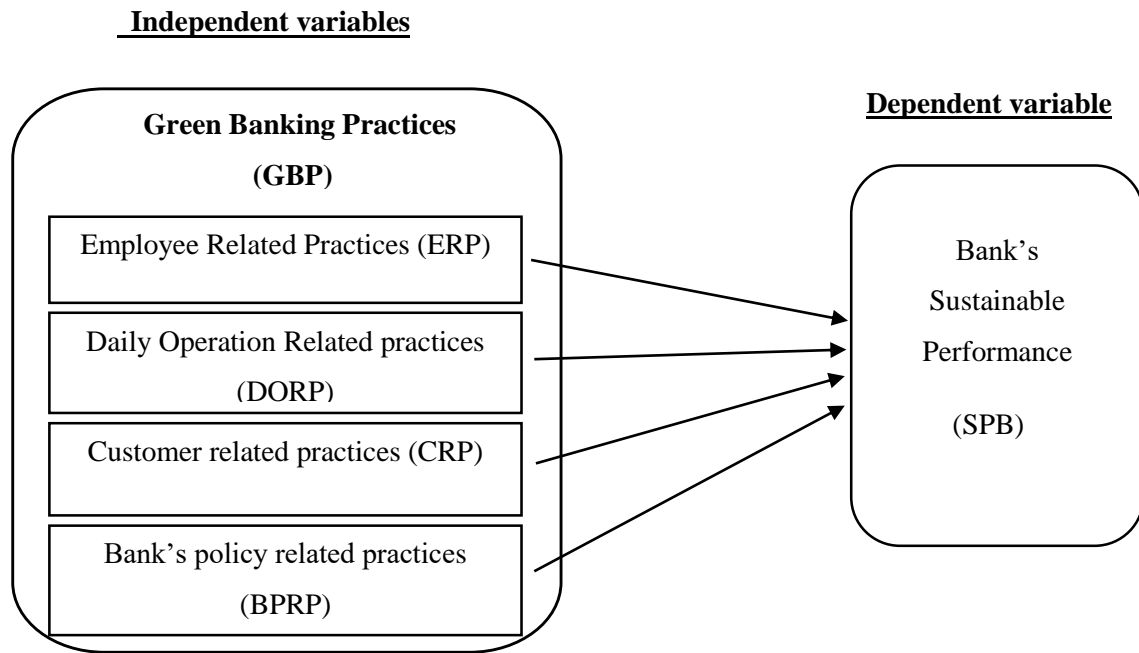 Independent variables
Green Banking Practices
(GBP)
Employee Related Practices (ERP)
Daily Operation Related practices
(DORP)
Customer related practices (CRP)
Bank’s policy related practices
(BPRP)
Dependent variable
Bank’s
Sustainable
Performance
(SPB)